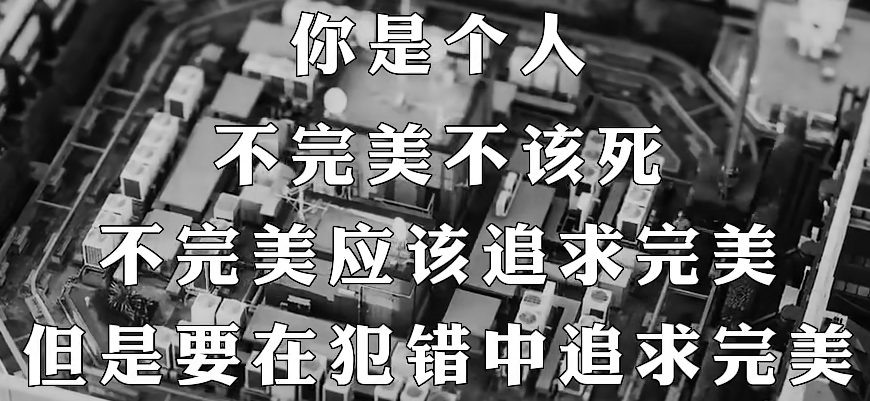 你是个人
不完美不该死
不完美应该追求完美
但是要在犯错中追求完美